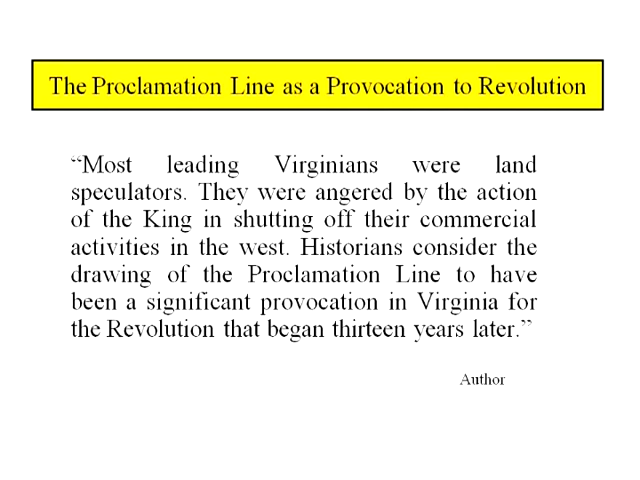 The Proclamation Line as a Provocation to Revolution
“Most leading Virginians were land
speculators. They were angered by the action
of the King in shutting off their commercial
activities in the west. Historians consider the
drawing of the Proclamation Line to have
been a significant provocation in Virginia for
the Revolution that began thirteen years later.”
Author